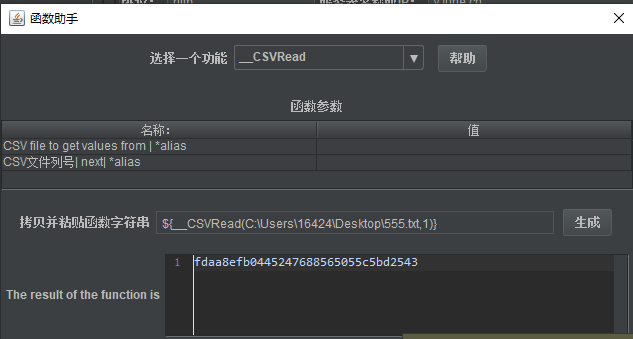 函数助手
选择一个功能 __CSVRead 帮助
函数参数
名称： 值
CSV file to get values from | *alias
CSV文件列号| next| *alias
拷贝并粘贴函数字符串 ${__CSVRead(C:\Users\16424\Desktop\555.txt,1)} 生成
1 fdaa8efb0445247688565055c5bd2543
The result of the function is